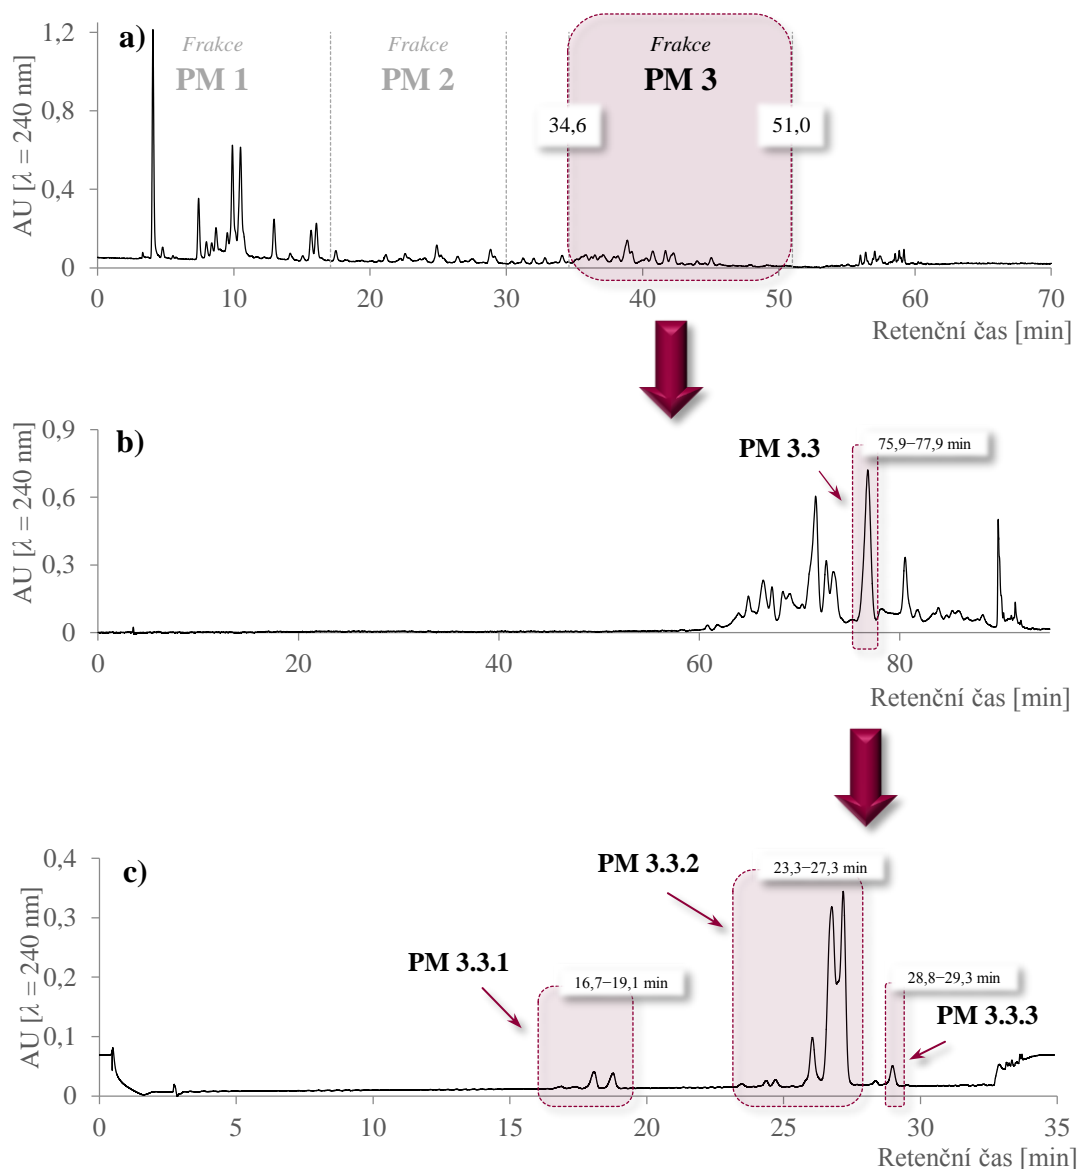 a)
Frakce
PM 1
Frakce
PM 2
Frakce
PM 3
34,6
51,0
AU [λ = 240 nm]
1,2
0,8
0,4
0
0 10 20 30 40 50 60 70
Retenční čas [min]
b)
PM 3.3
75,9−77,9 min
AU [λ = 240 nm]
0,9
0,6
0,3
0
0 20 40 60 80
Retenční čas [min]
c)
PM 3.3.2
23,3−27,3 min
PM 3.3.1
16,7−19,1 min
28,8−29,3 min
PM 3.3.3
AU [λ = 240 nm]
0,4
0,3
0,2
0,1
0
0 5 10 15 20 25 30 35
Retenční čas [min]